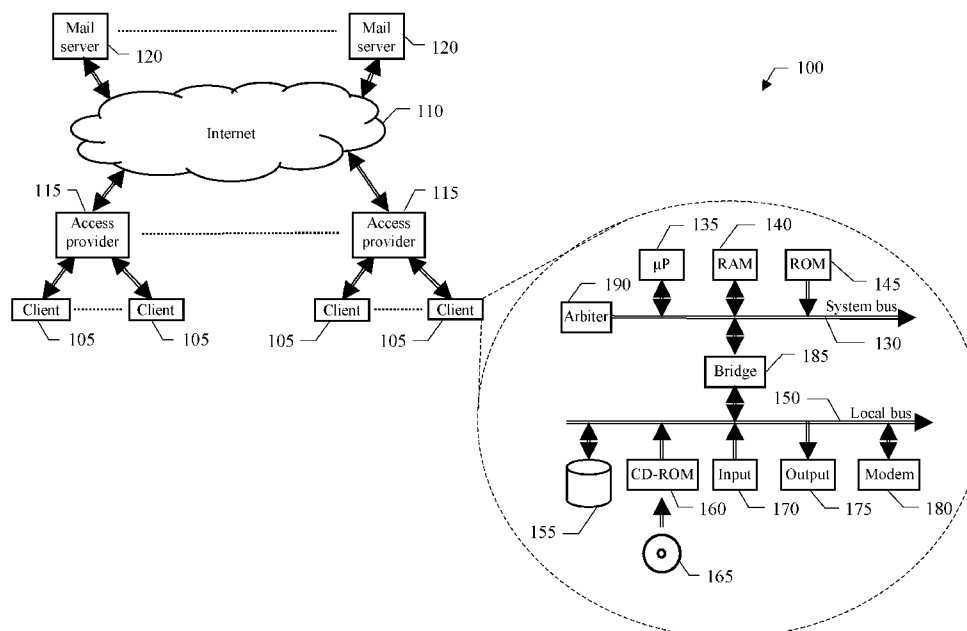 Mail
server
120
Mail
server
120
100
Internet
110
115
Access
provider
115
Access
provider
Client
Client
105
105
Client
Client
105
105
135
140
µP
RAM
ROM
145
190
Arbiter
System bus
130
Bridge
185
150
Local bus
155
CD-ROM
160
Input
170
Output
175
Modem
180
165